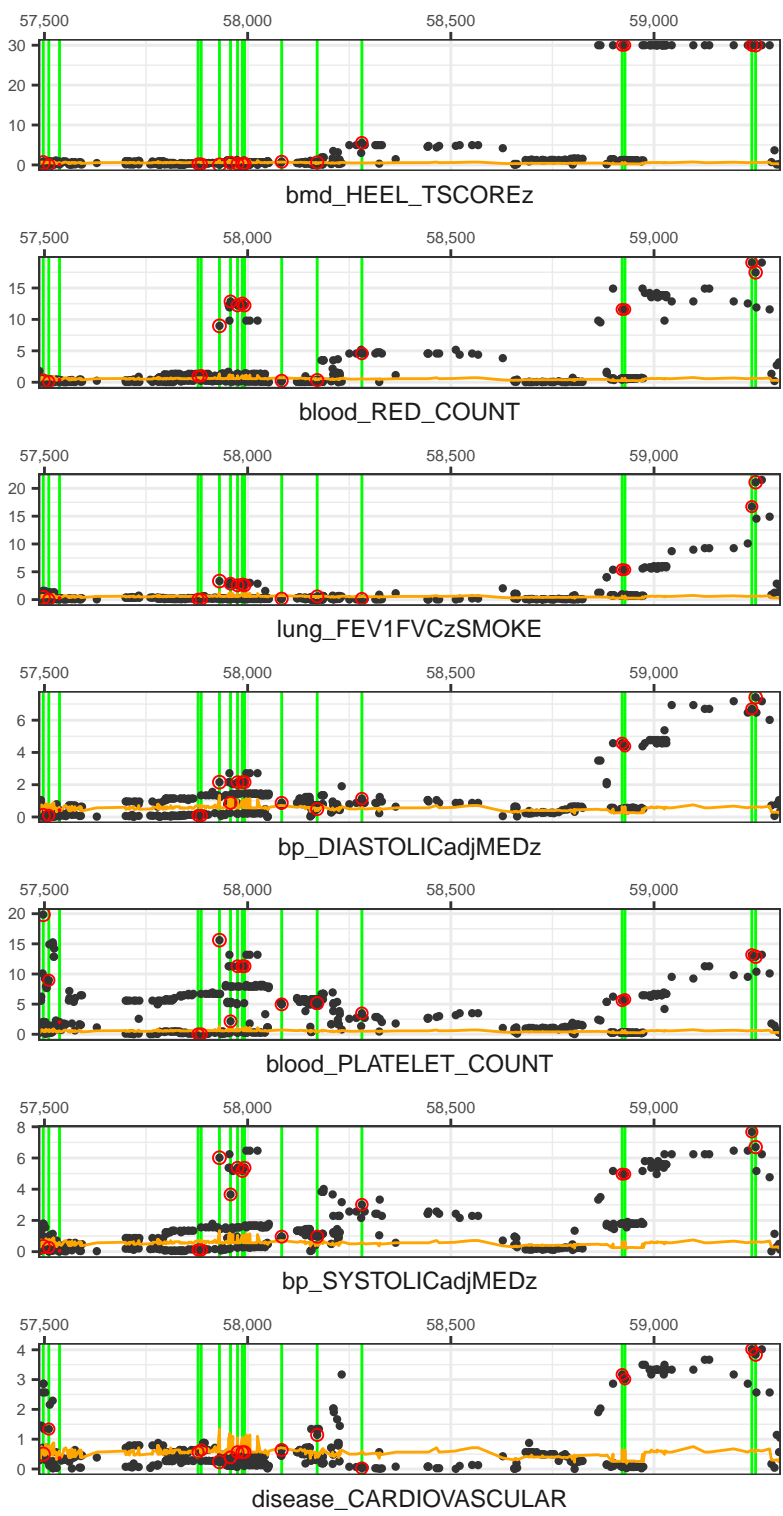 57,500 58,000 58,500 59,000
30
20
10
0
bmd_HEEL_TSCOREz
57,500 58,000 58,500 59,000
15
10
5
0
blood_RED_COUNT
57,500 58,000 58,500 59,000
20
15
10
5
0
lung_FEV1FVCzSMOKE
57,500 58,000 58,500 59,000
6
4
2
0
bp_DIASTOLICadjMEDz
57,500 58,000 58,500 59,000
20
15
10
5
0
blood_PLATELET_COUNT
57,500 58,000 58,500 59,000
8
6
4
2
0
bp_SYSTOLICadjMEDz
57,500 58,000 58,500 59,000
4
3
2
1
0
disease_CARDIOVASCULAR